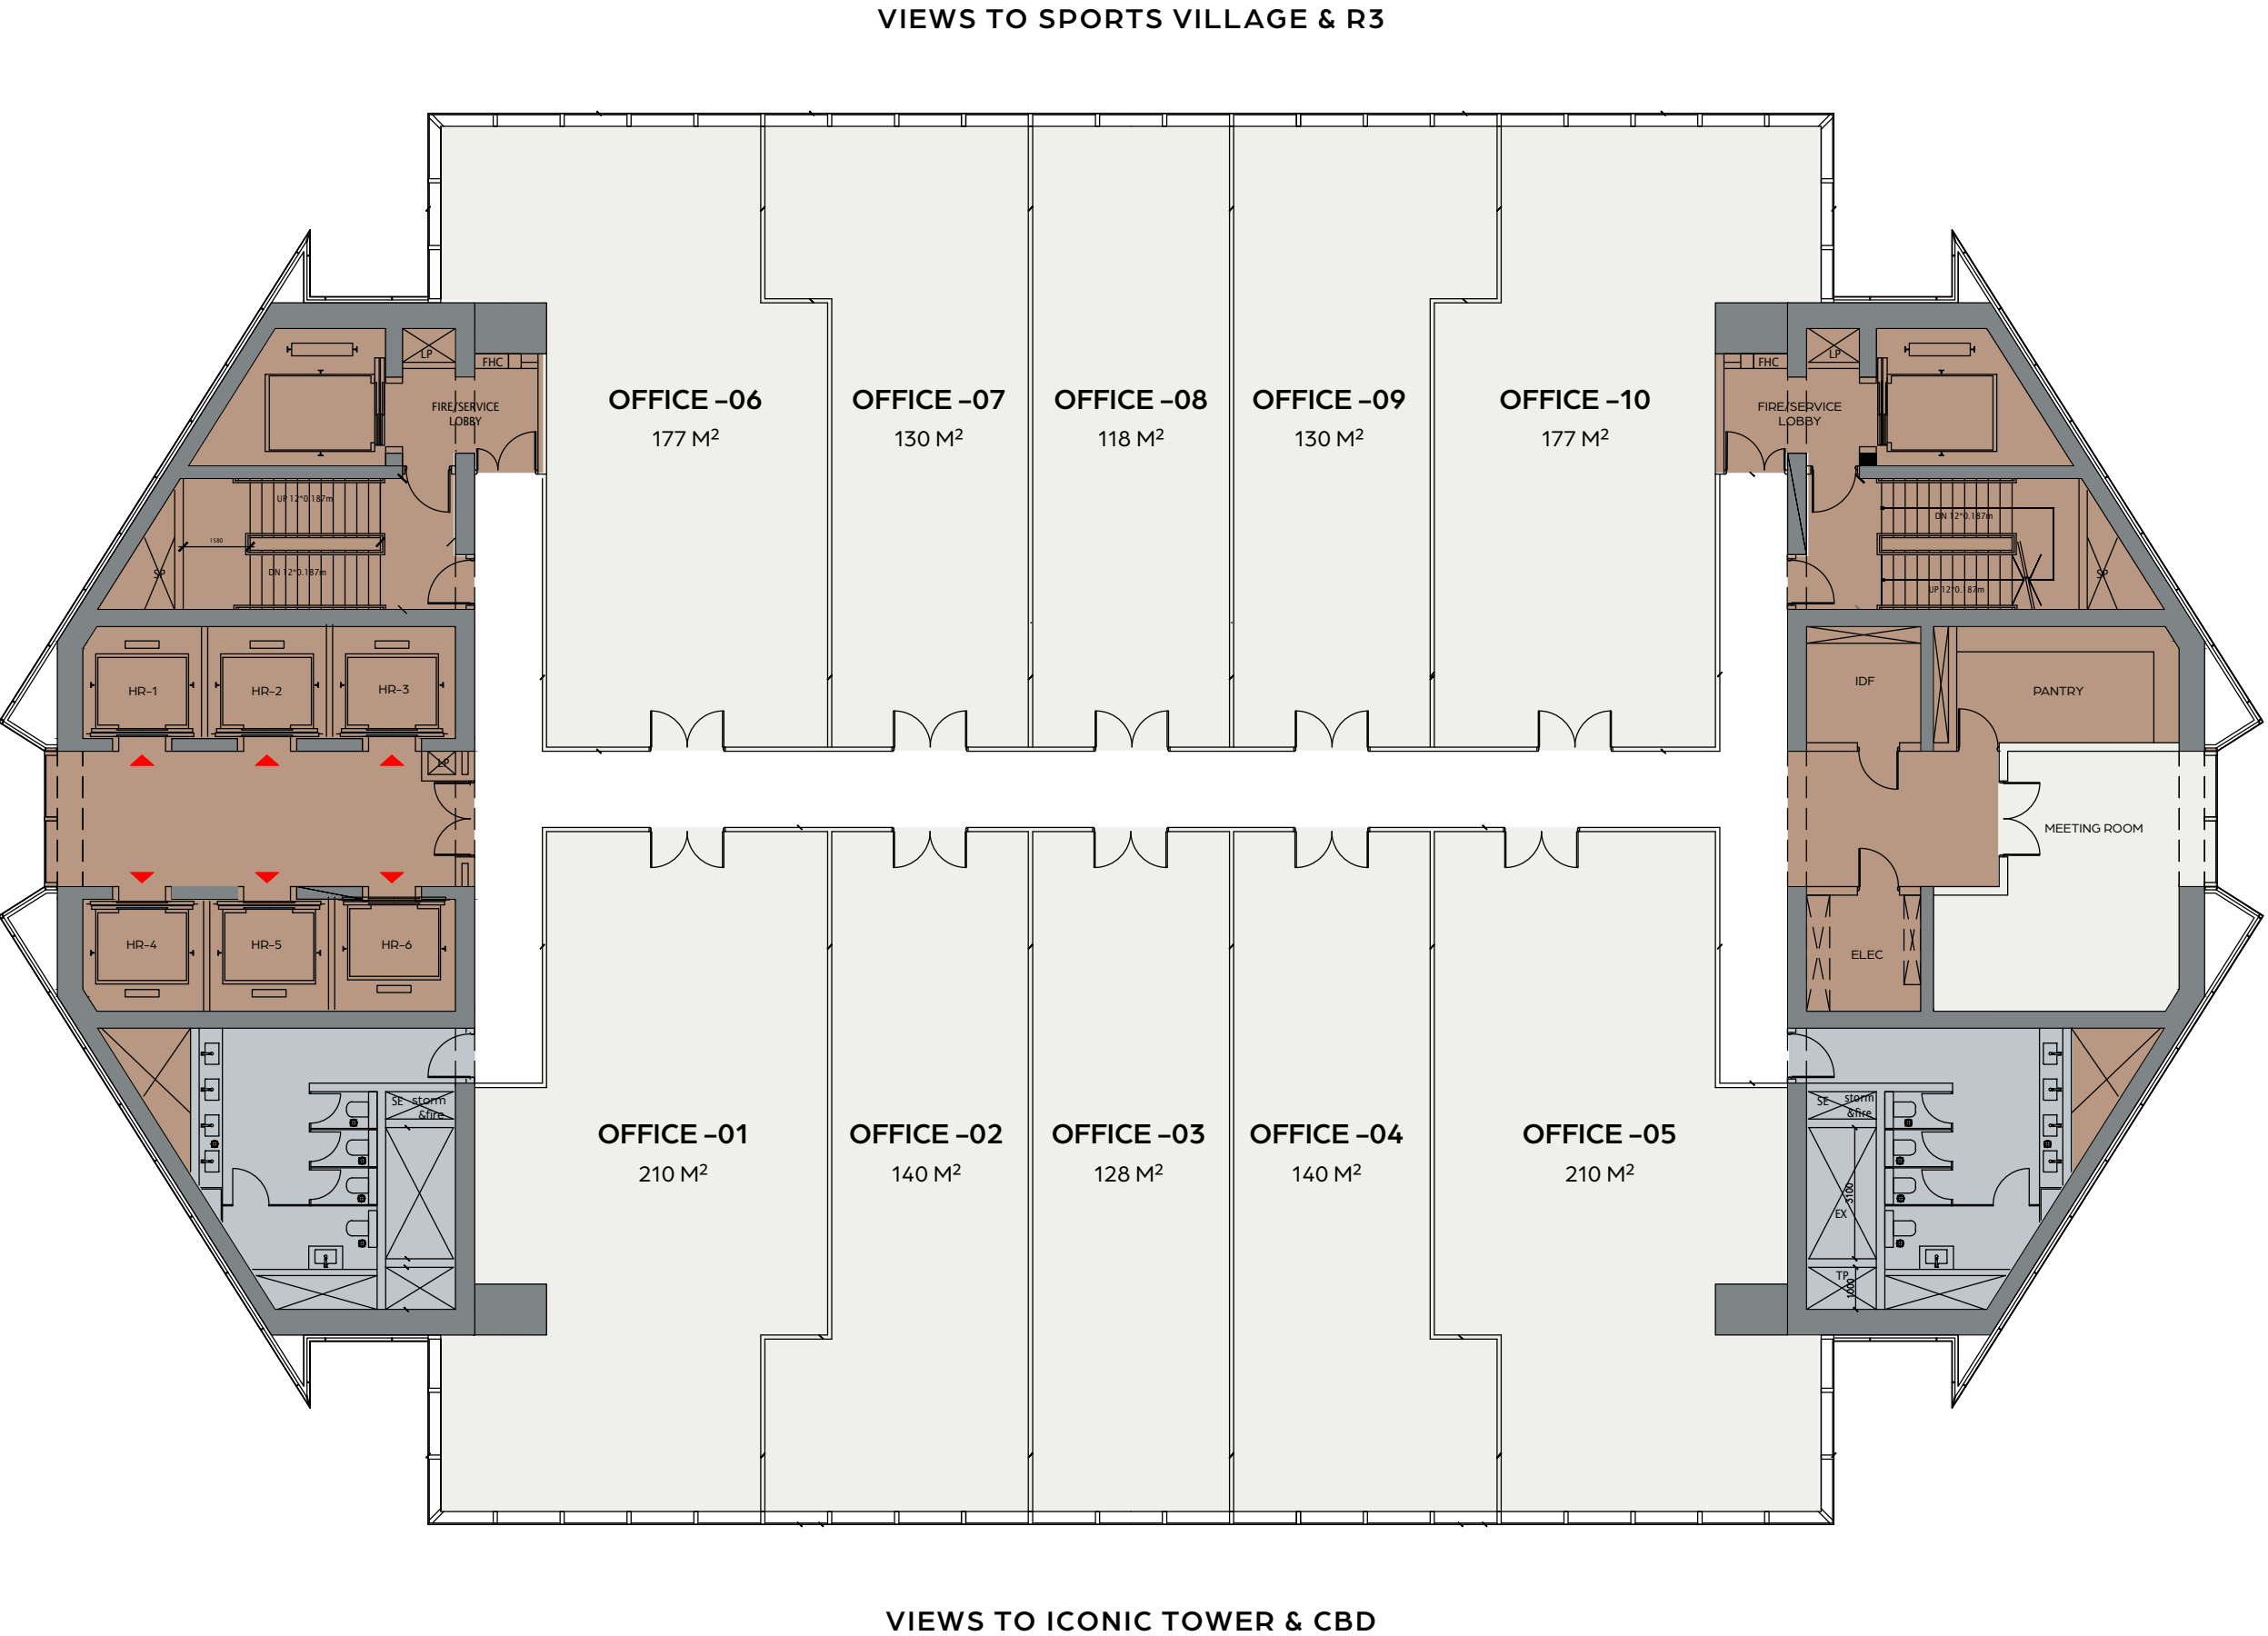 VIEWS TO SPORTS VILLAGE & R3
LP
FHC
FIRE/SERVICE
LOBBY
OFFICE –06
177 M²
OFFICE –07
130 M²
OFFICE –08
118 M²
OFFICE –09
130 M²
OFFICE –10
177 M²
FHC
LP
FIRE/SERVICE
LOBBY
UP 12*0.187m
1580
SP
DN 12*0.187m
DN 12*0.187m
SP
UP 12*0.187m
HR–1
HR–2
HR–3
IDF
PANTRY
LP
MEETING ROOM
HR–4
HR–5
HR–6
ELEC
SE
storm
&fire
OFFICE –01
210 M²
OFFICE –02
140 M²
OFFICE –03
128 M²
OFFICE –04
140 M²
OFFICE –05
210 M²
SE
storm
&fire
3100
EX
TP
1000
VIEWS TO ICONIC TOWER & CBD